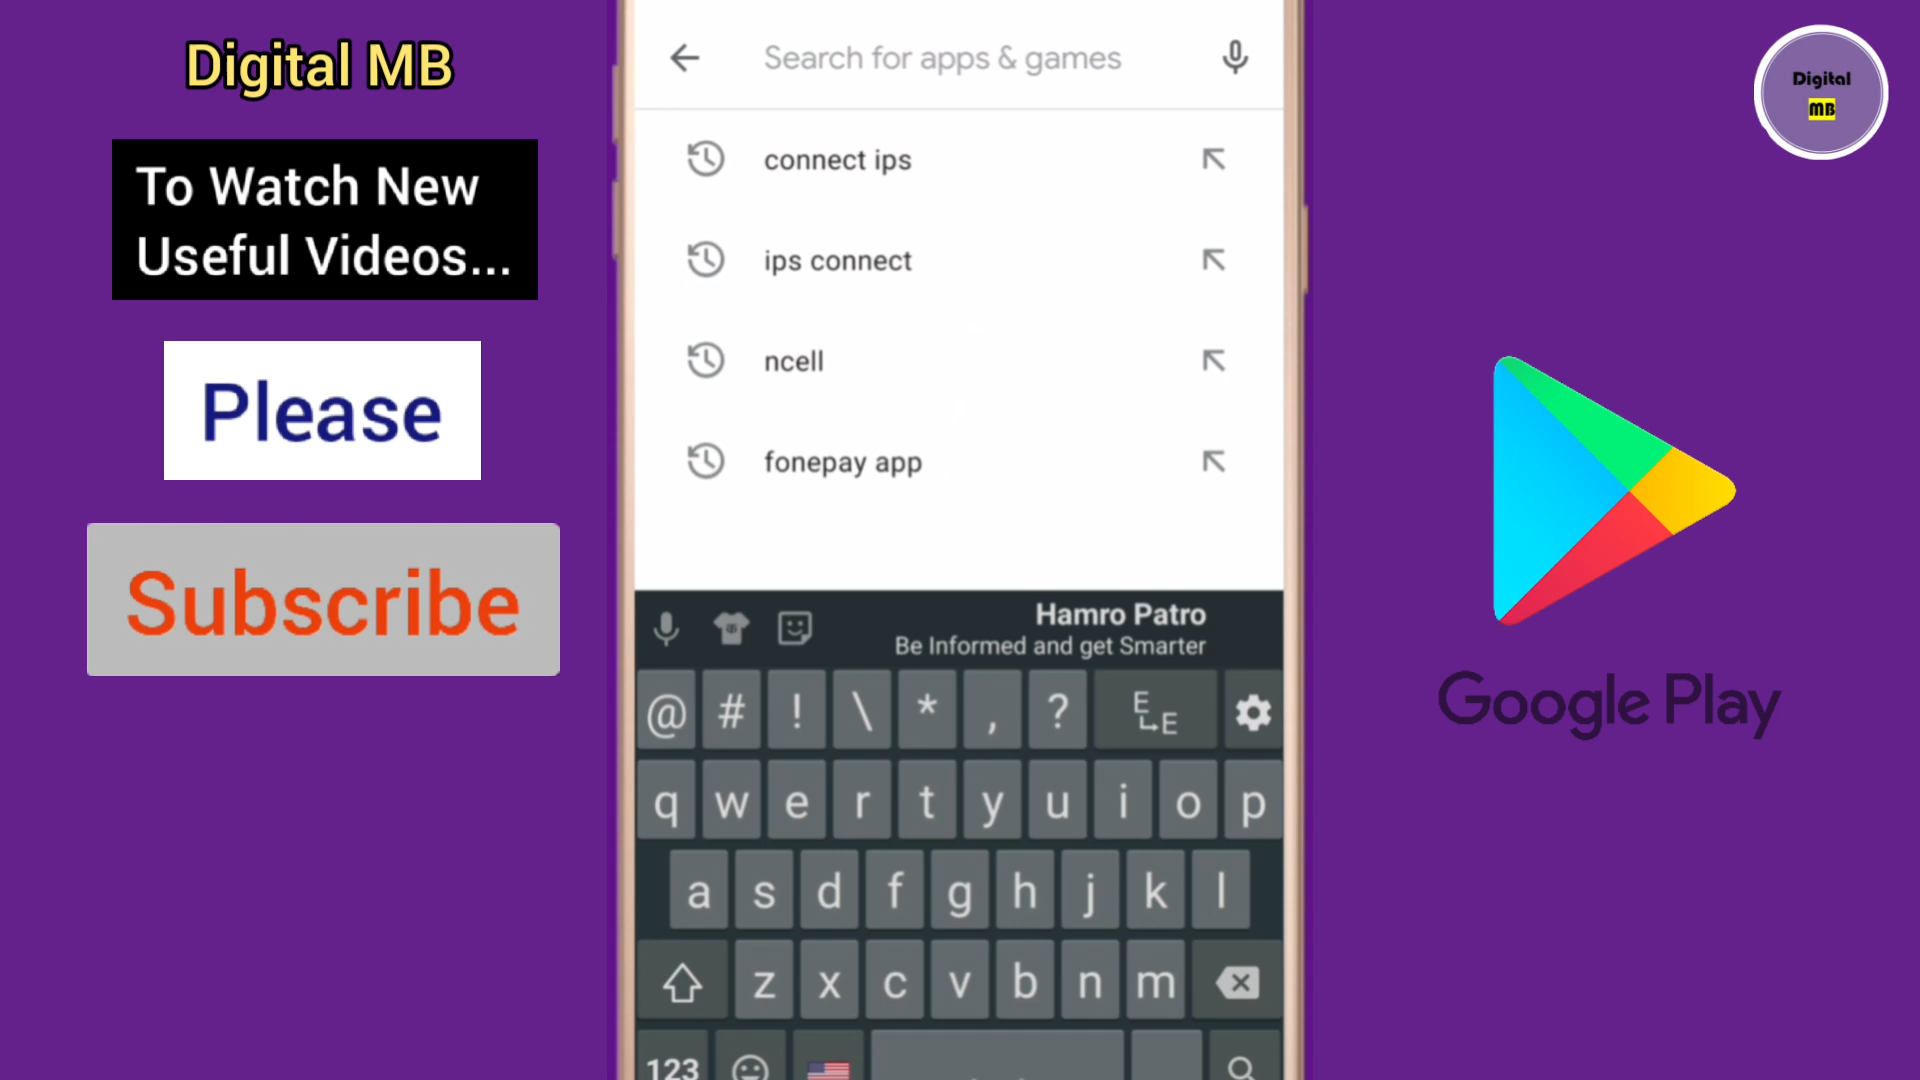 Digital MB
To Watch New
Useful Videos...
Please
Subscribe
Search for apps & games
connect ips
ips connect
ncell
fonepay app
Hamro Patro
Be Informed and get Smarter
@ # ! \ * , ? E E
q w e r t y u i o p
a s d f g h j k l
z x c v b n m
123
Digital
MB
Google Play